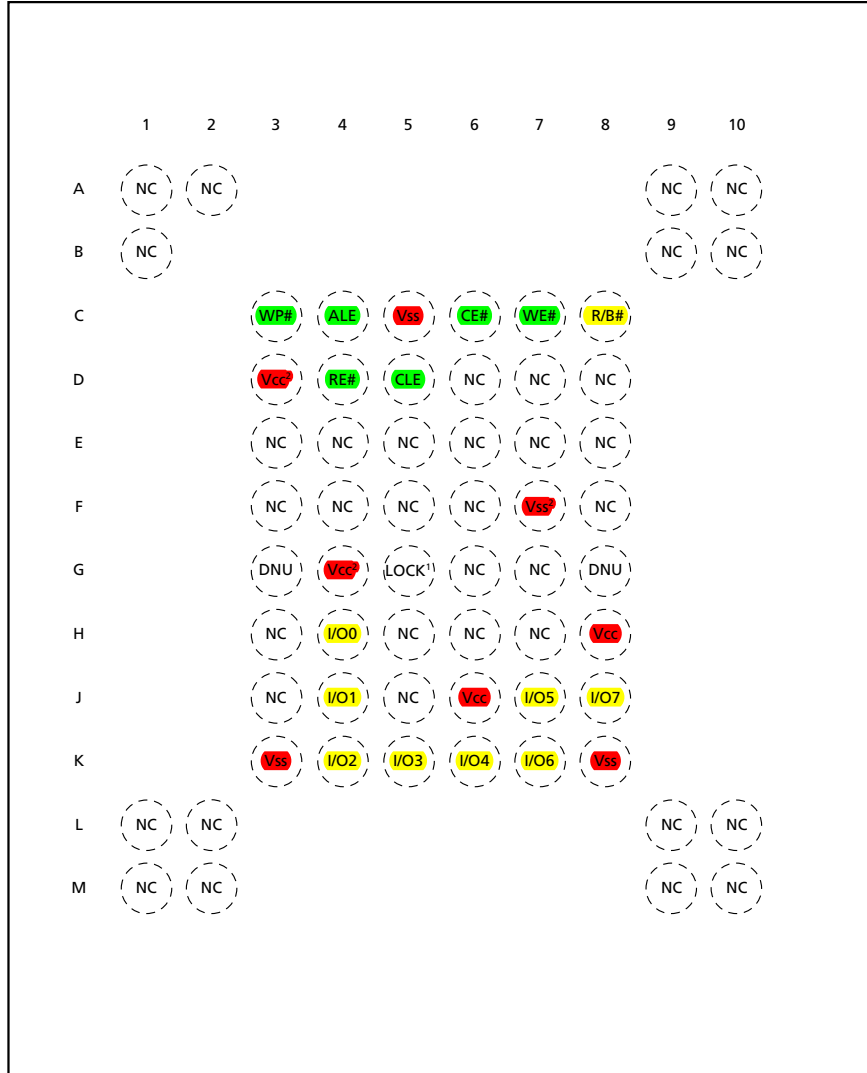 1 2 3 4 5 6 7 8 9 10
A NC NC NC NC
B NC NC NC
C WP# ALE Vss CE# WE# R/B#
D Vcc² RE# CLE NC NC NC
E NC NC NC NC NC NC
F NC NC NC NC Vss² NC
G DNU Vcc² LOCK¹ NC NC DNU
H NC I/O0 NC NC NC Vcc
J NC I/O1 NC Vcc I/O5 I/O7
K Vss I/O2 I/O3 I/O4 I/O6 Vss
L NC NC NC NC
M NC NC NC NC